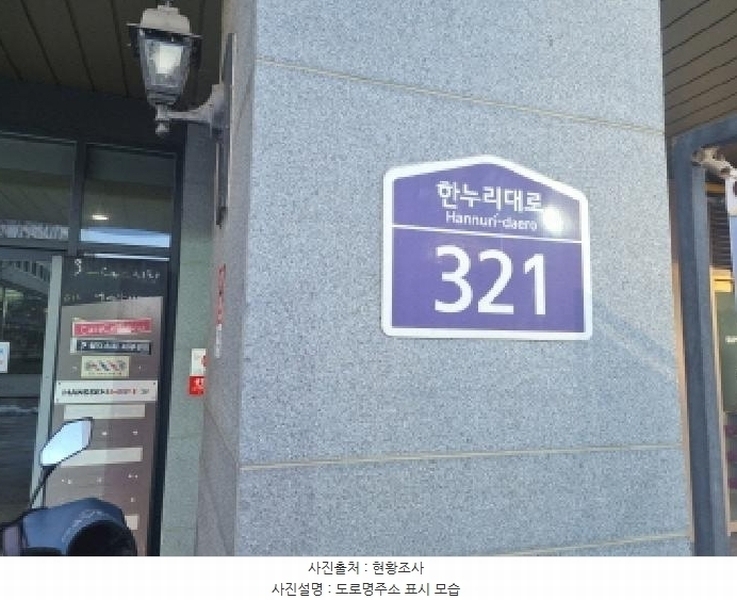 한누리대로
Hannuri-daero
321
사진출처 : 현황조사
사진설명 : 도로명주소 표시 모습